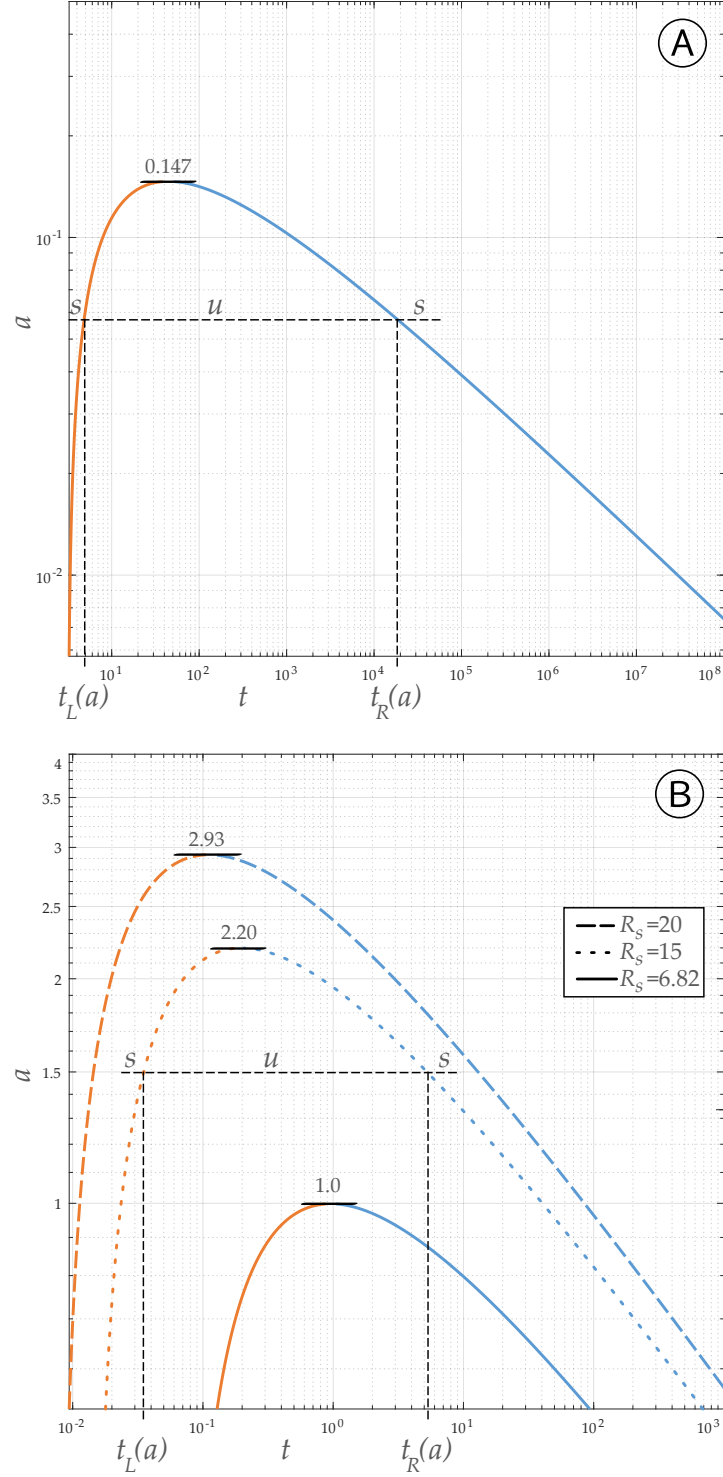 A
0.147
10^-1
s u s
a
10^-2
10^1 10^2 10^3 10^4 10^5 10^6 10^7 10^8
t_L(a) t t_R(a)
4
B
3.5
2.93
3
2.5
2.20
R_s=20
R_s=15
R_s=6.82
2
s u s
a
1.5
1.0
1
10^-2 10^-1 10^0 10^1 10^2 10^3
t_L(a) t t_R(a)